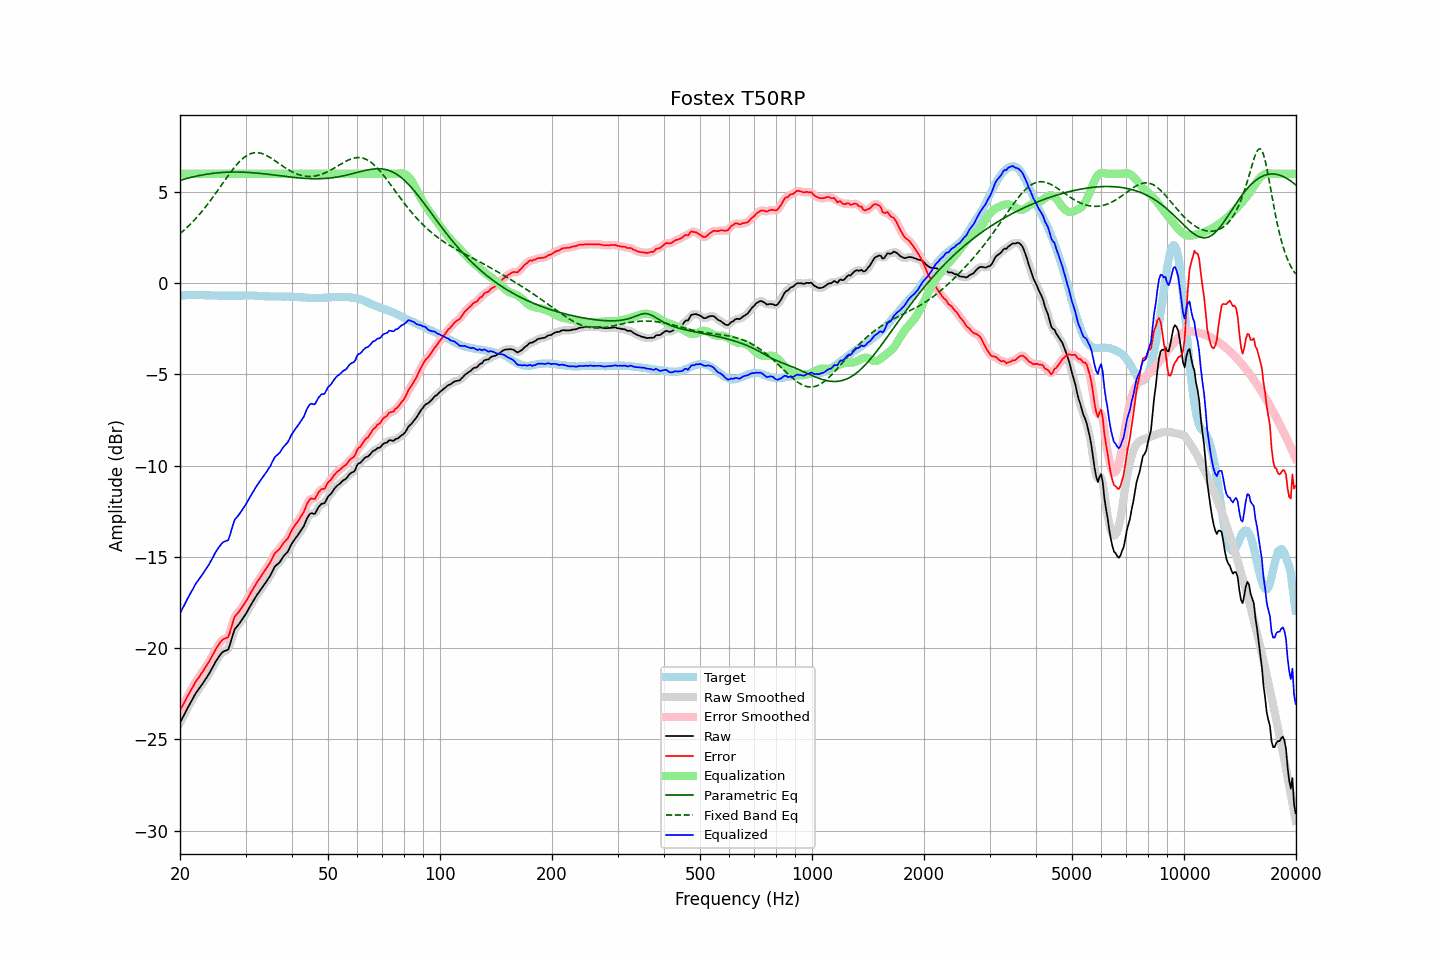 Fostex T50RP
Amplitude (dBr)
5
0
−5
−10
−15
−20
−25
−30
Target
Raw Smoothed
Error Smoothed
Raw
Error
Equalization
Parametric Eq
Fixed Band Eq
Equalized
20 50 100 200 500 1000 2000 5000 10000 20000
Frequency (Hz)